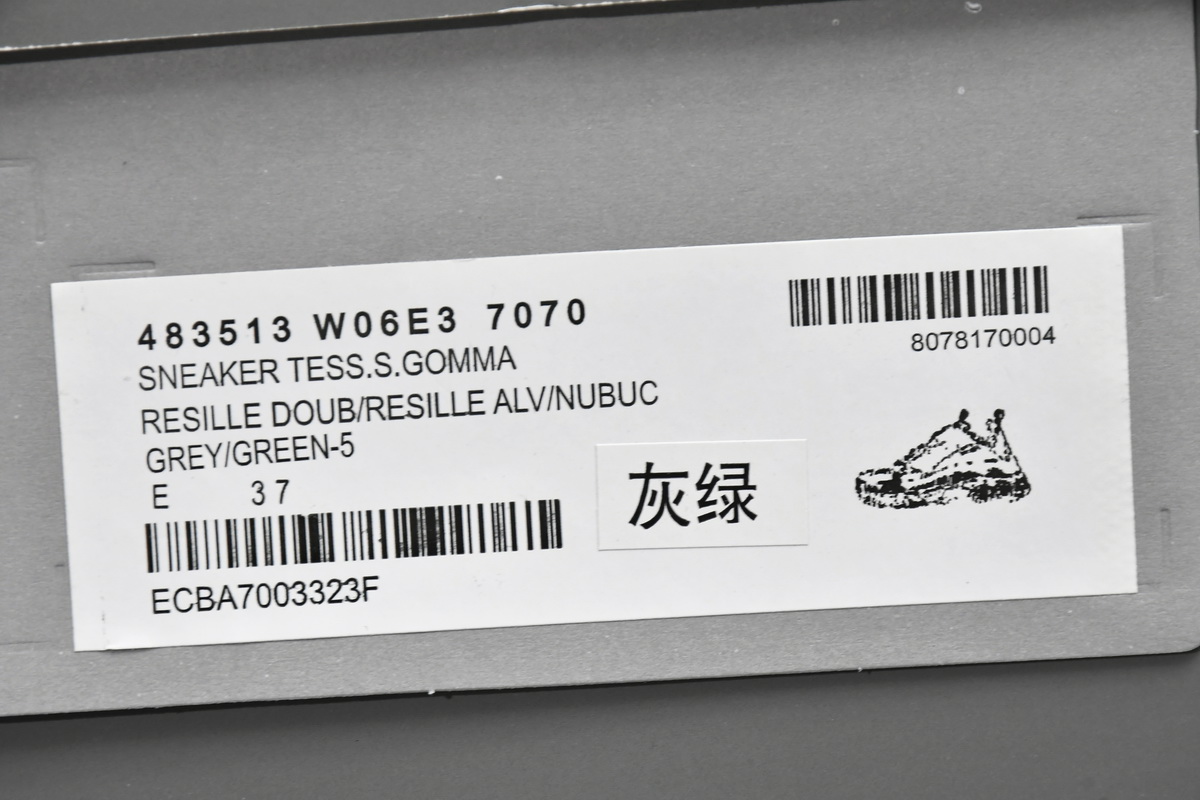 483513 W06E3 7070
SNEAKER TESS.S.GOMMA
RESILLE DOUB/RESILLE ALV/NUBUC
GREY/GREEN-5
E 37
ECBA7003323F
8078170004
灰绿